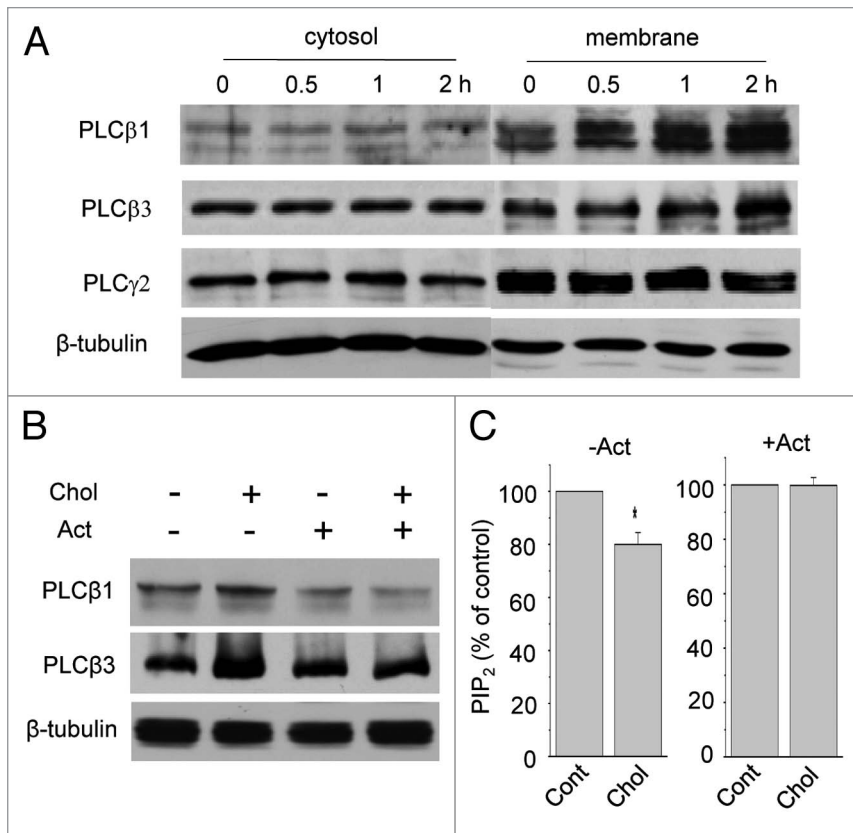 A
cytosol membrane
0 0.5 1 2 h 0 0.5 1 2 h
PLCβ1
PLCβ3
PLCγ2
β-tubulin
B
Chol - + - +
Act - - + +
PLCβ1
PLCβ3
β-tubulin
C
-Act +Act
PIP₂ (% of control)
100 100
* 
80 80
60 60
40 40
20 20
0 0
Cont Chol Cont Chol